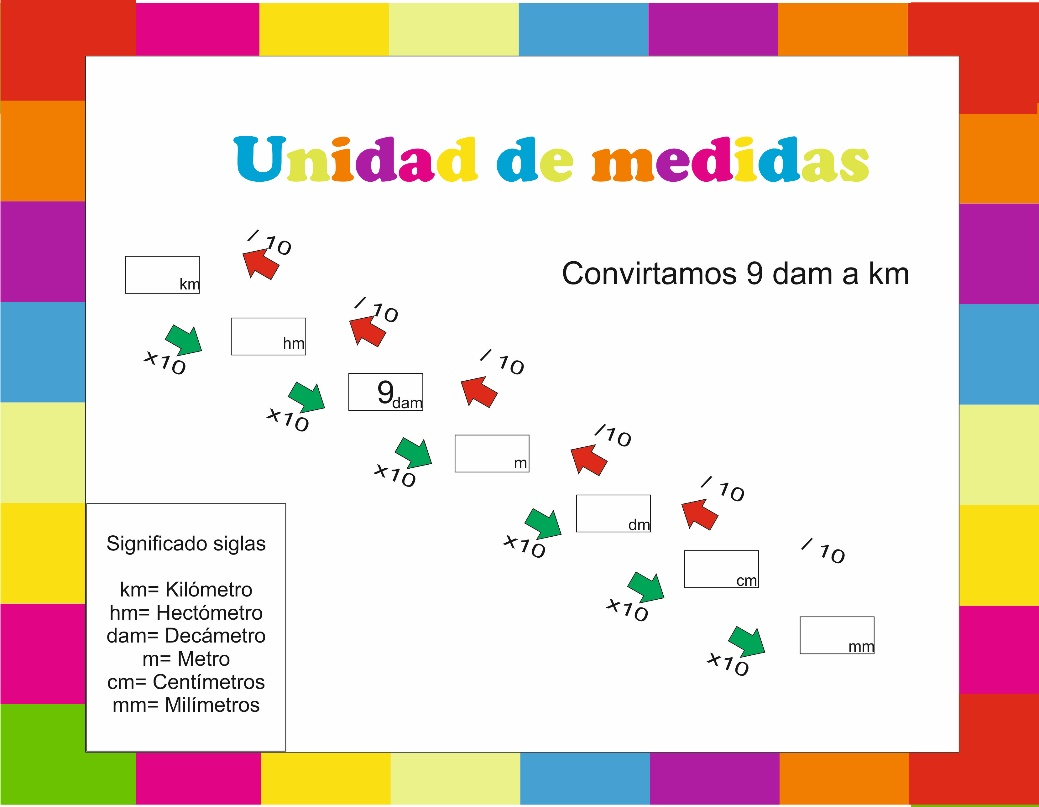 Unidad de medidas
/ 10
km
Convirtamos 9 dam a km
/ 10
hm
x10
/ 10
9 dam
x10
/10
m
x10
/ 10
dm
x10
/ 10
cm
x10
mm
x10
Significado siglas
km= Kilómetro
hm= Hectómetro
dam= Decámetro
m= Metro
cm= Centímetros
mm= Milímetros